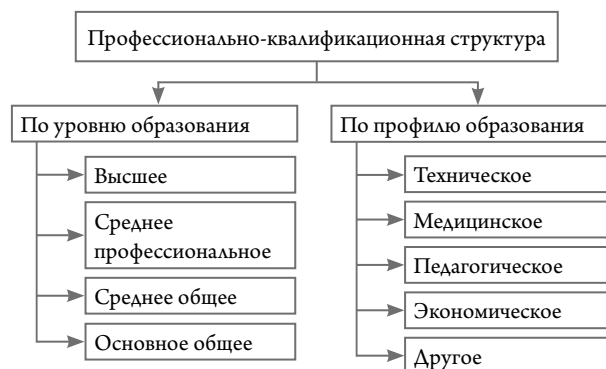 Профессионально-квалификационная структура
По уровню образования
Высшее
Среднее
профессиональное
Среднее общее
Основное общее
По профилю образования
Техническое
Медицинское
Педагогическое
Экономическое
Другое